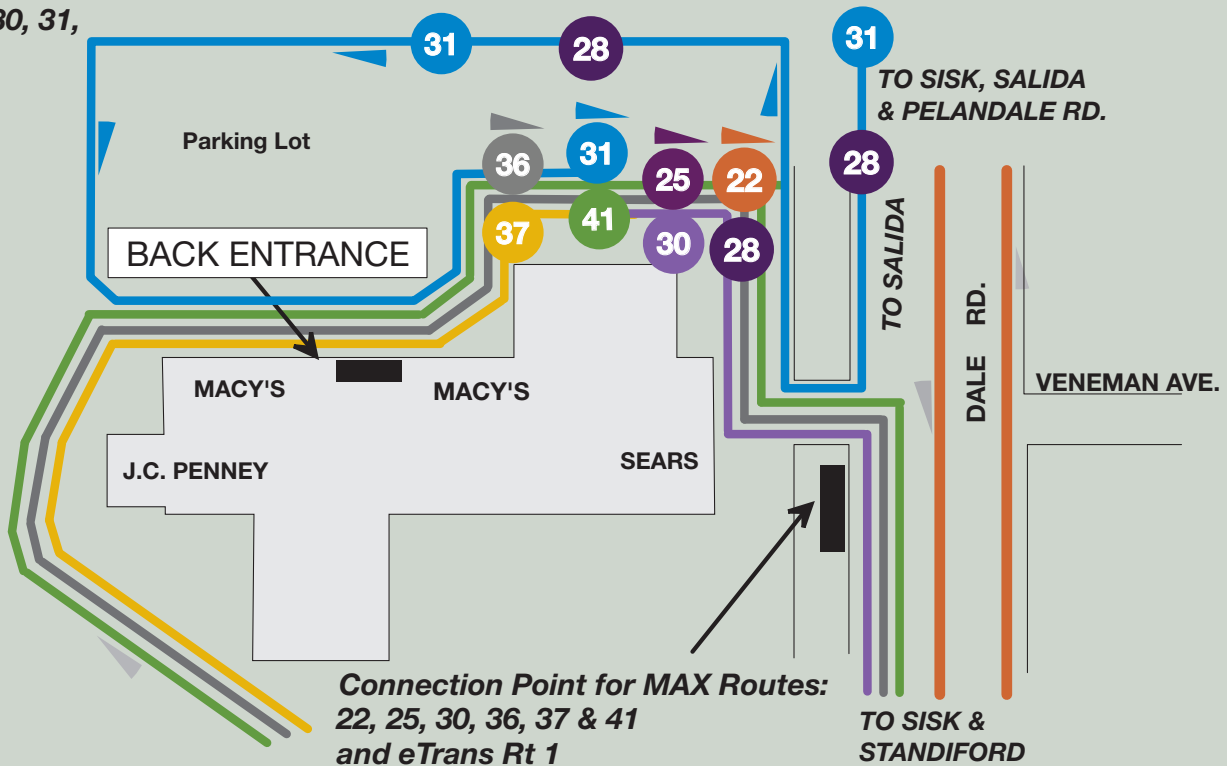 30, 31,
31
28
31
TO SISK, SALIDA
& PELANDALE RD.
Parking Lot
36
31
25
22
28
37
41
30
28
BACK ENTRANCE
TO SALIDA
DALE RD.
VENEMAN AVE.
MACY'S
MACY'S
J.C. PENNEY
SEARS
Connection Point for MAX Routes:
22, 25, 30, 36, 37 & 41
and eTrans Rt 1
TO SISK &
STANDIFORD